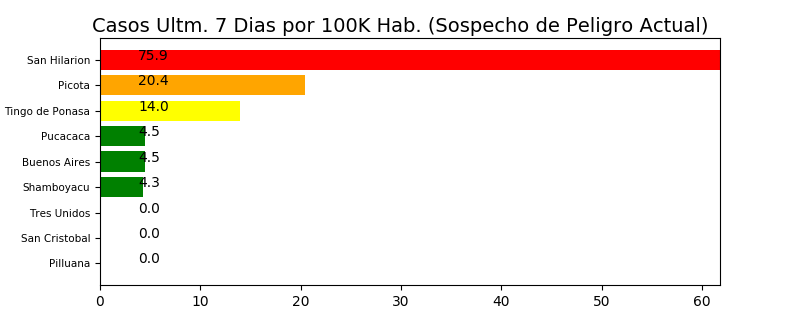 Casos Ultm. 7 Dias por 100K Hab. (Sospecho de Peligro Actual)
San Hilarion 75.9
Picota 20.4
Tingo de Ponasa 14.0
Pucacaca 4.5
Buenos Aires 4.5
Shamboyacu 4.3
Tres Unidos 0.0
San Cristobal 0.0
Pilluana 0.0
0 10 20 30 40 50 60